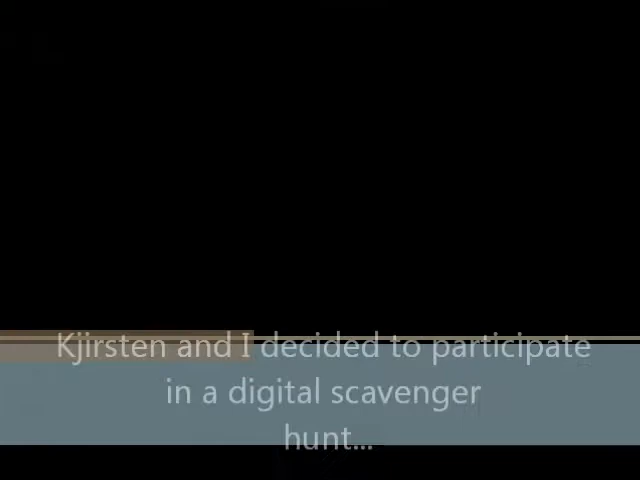 Kjirsten and I decided to participate
in a digital scavenger
hunt...